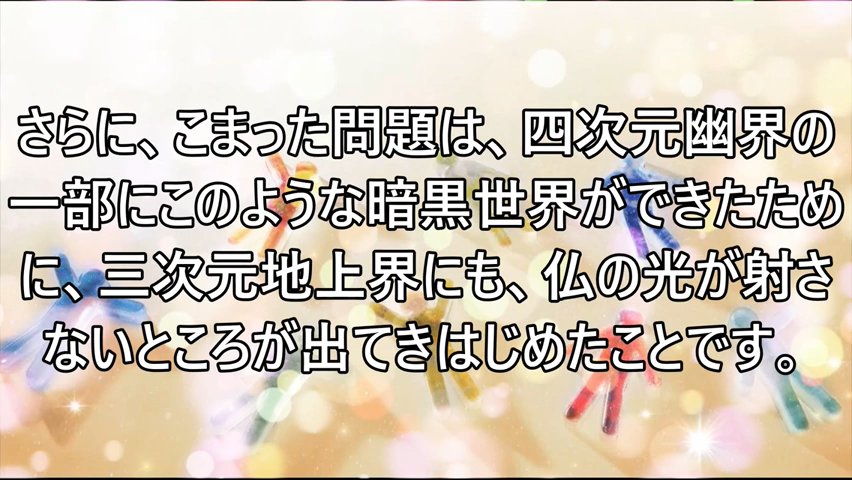 さらに、こまった問題は、四次元幽界の
一部にこのような暗黒世界ができたため
に、三次元地上界にも、仏の光が射さ
ないところが出てきはじめたことです。